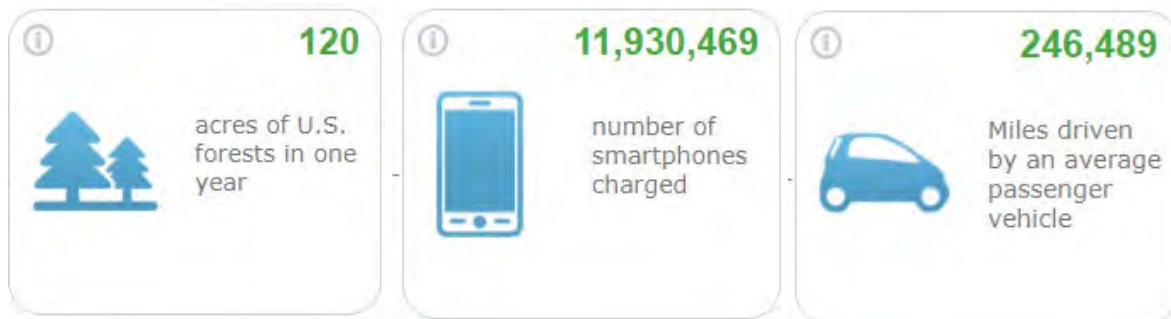 120
acres of U.S.
forests in one
year
11,930,469
number of
smartphones
charged
246,489
Miles driven
by an average
passenger
vehicle